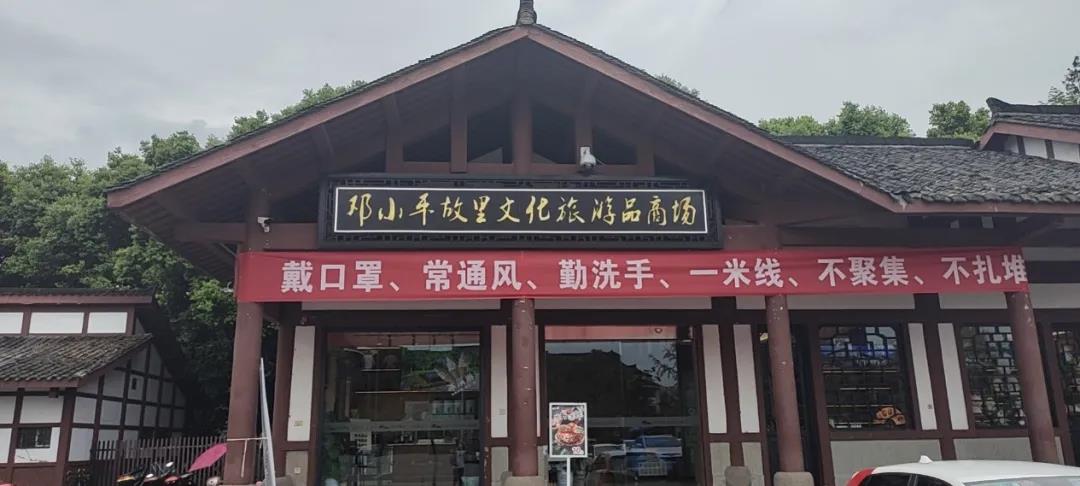 邓小平故里文化旅游品商场
戴口罩、常通风、勤洗手、一米线、不聚集、不扎堆